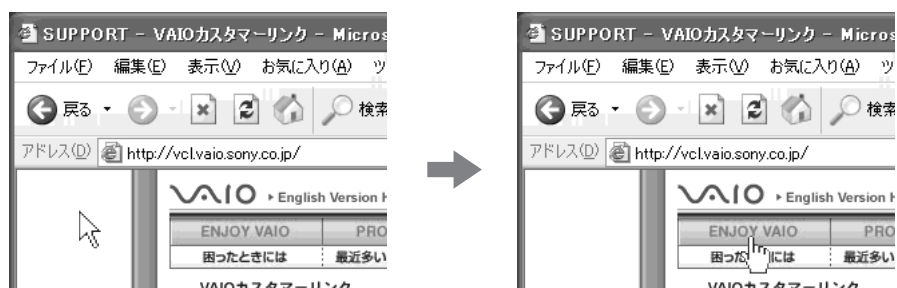 SUPPORT - VAIOカスタマーリンク - Micros
ファイル(F) 編集(E) 表示(V) お気に入り(A) ツ
戻る 検索
アドレス(D) http://vcl.vaio.sony.co.jp/
VAIO English Version H
ENJOY VAIO PRO
困ったときには 最近多い
VAIOカスタマーリンク
SUPPORT - VAIOカスタマーリンク - Micros
ファイル(F) 編集(E) 表示(V) お気に入り(A) ツ
戻る 検索
アドレス(D) http://vcl.vaio.sony.co.jp/
VAIO English Version H
ENJOY VAIO PRO
困った には 最近多い
VAIOカスタマーリンク